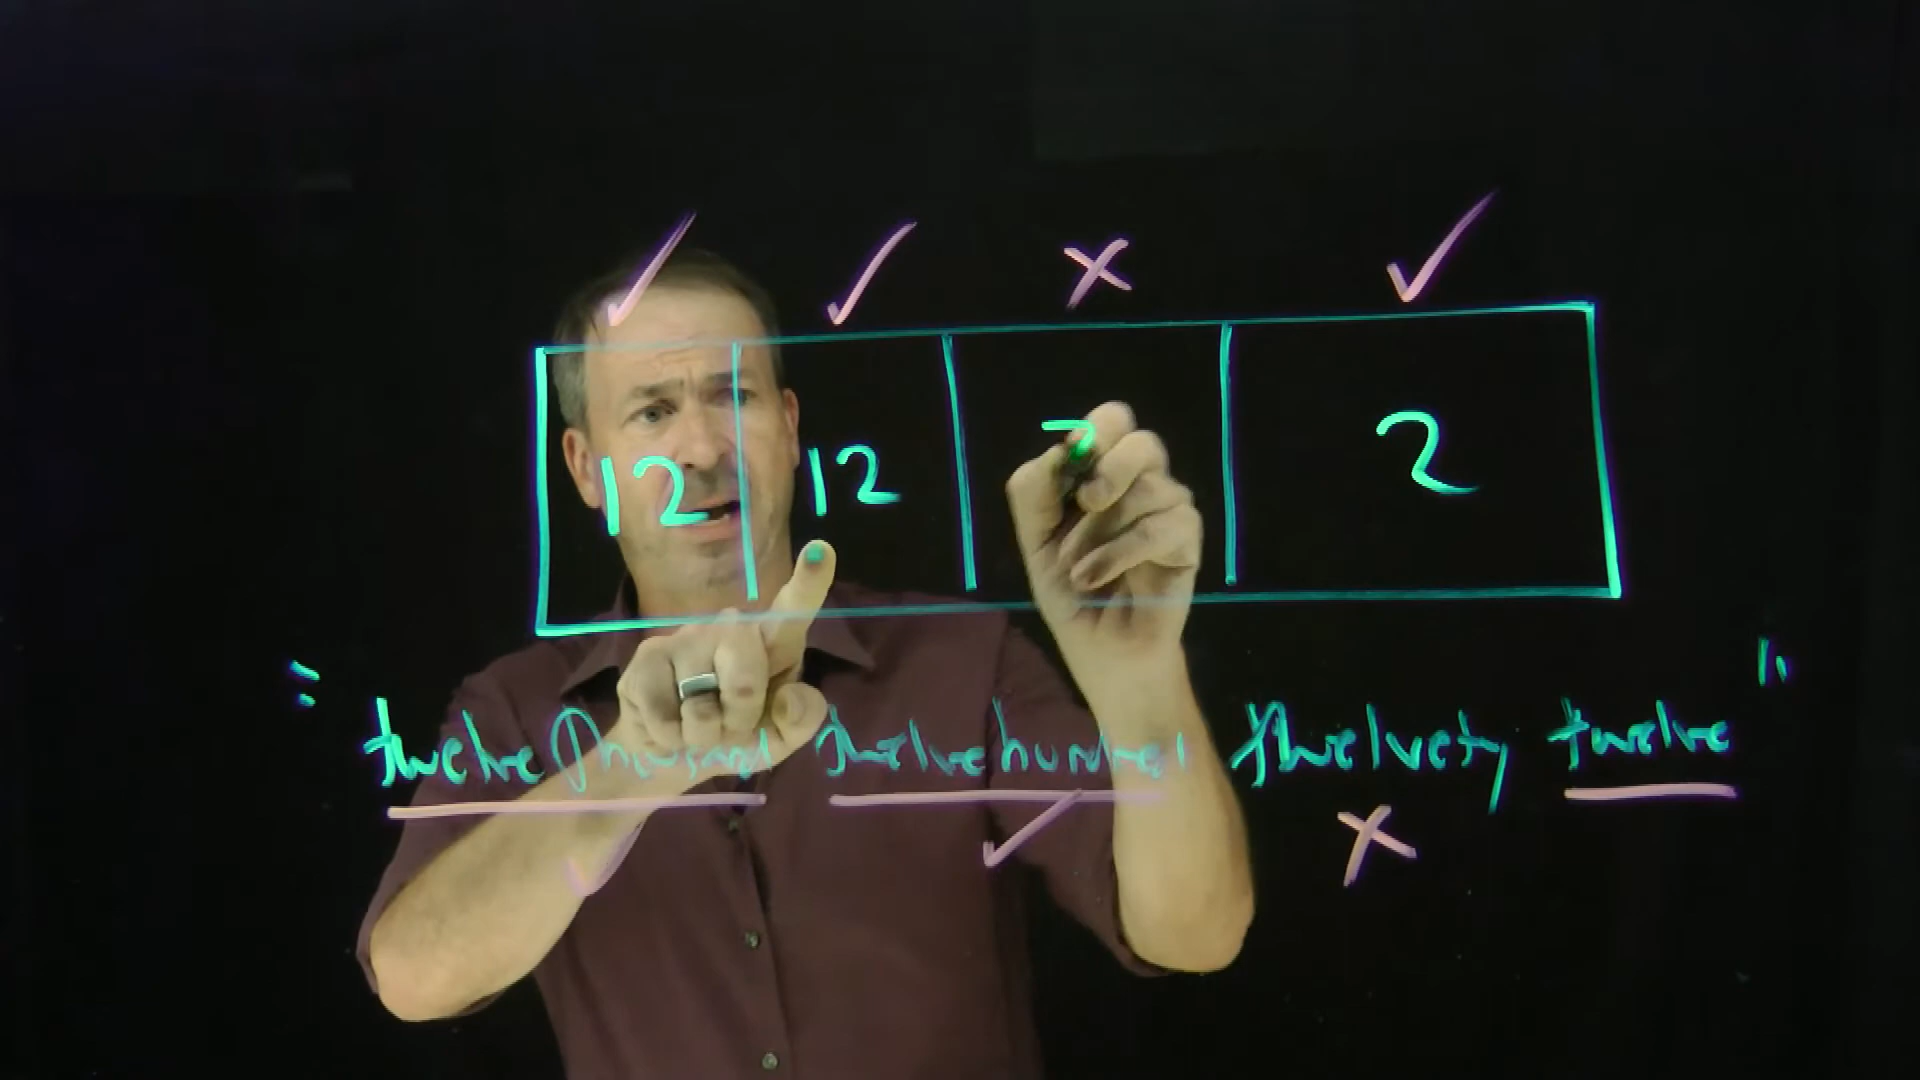 ✓ ✓ x ✓
12 12 2
"twelve thousand twelve hundred twelvety twelve"
✓ ✓ x